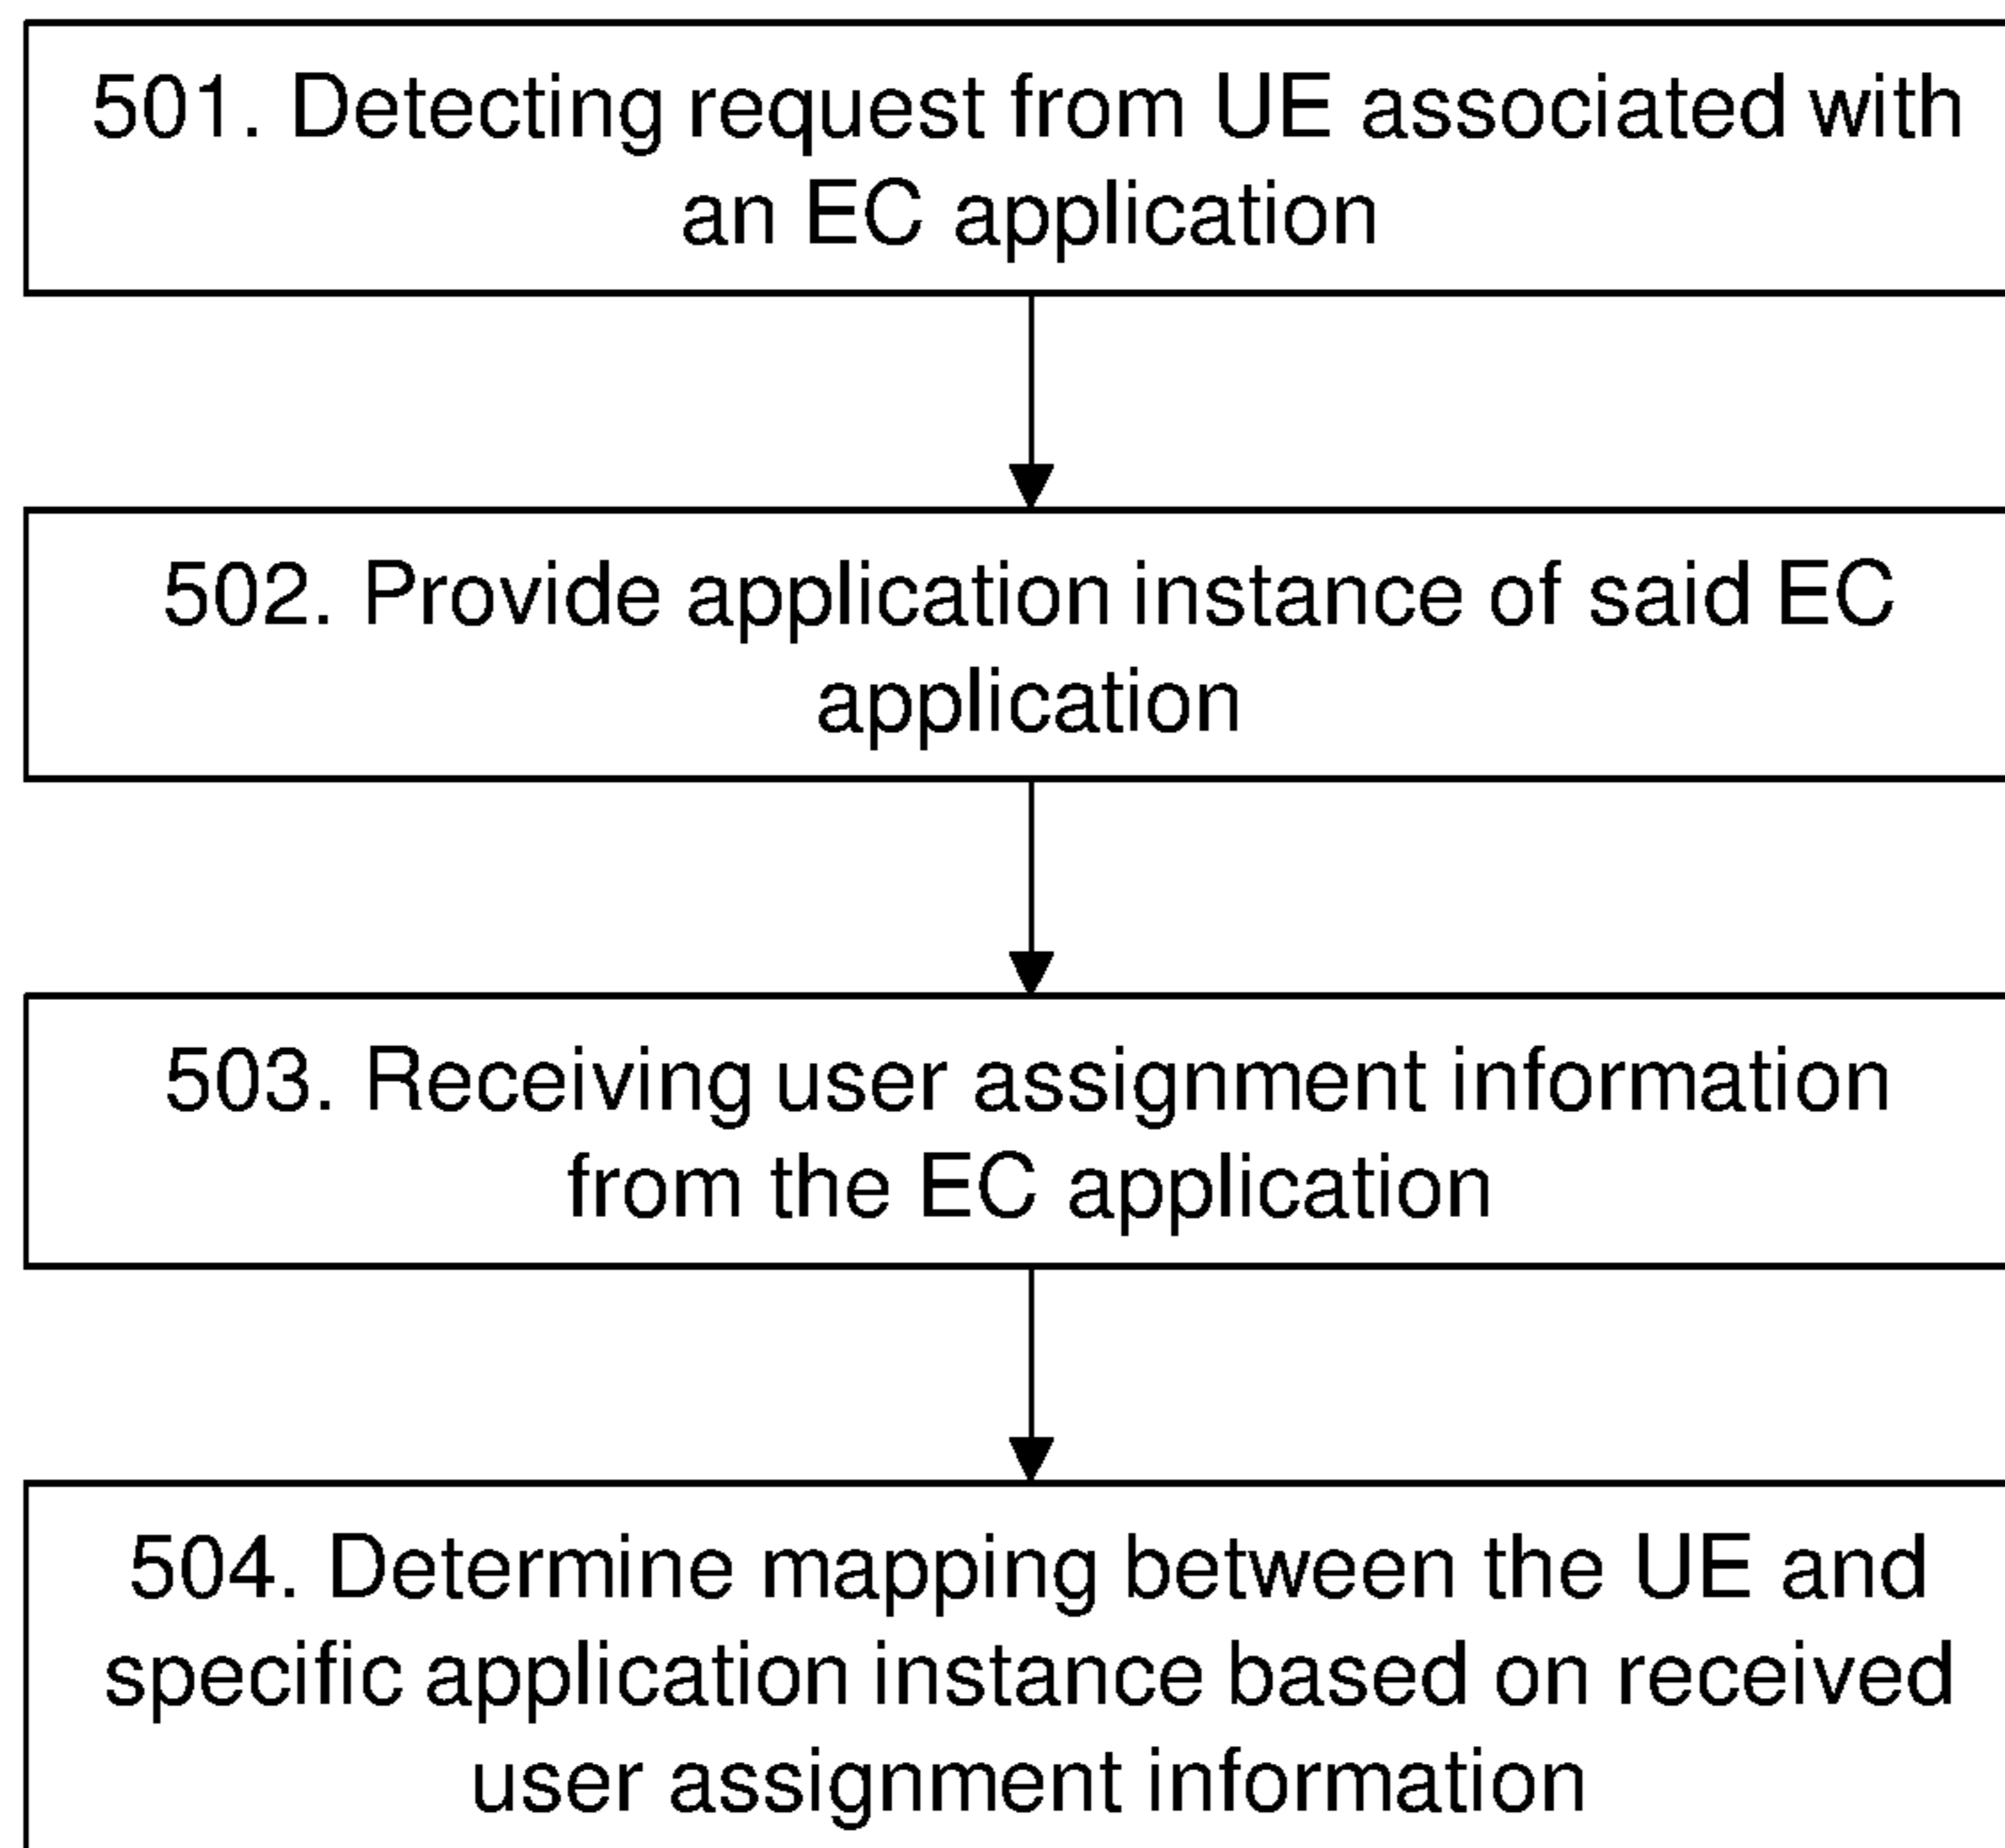 501. Detecting request from UE associated with
an EC application
502. Provide application instance of said EC
application
503. Receiving user assignment information
from the EC application
504. Determine mapping between the UE and
specific application instance based on received
user assignment information